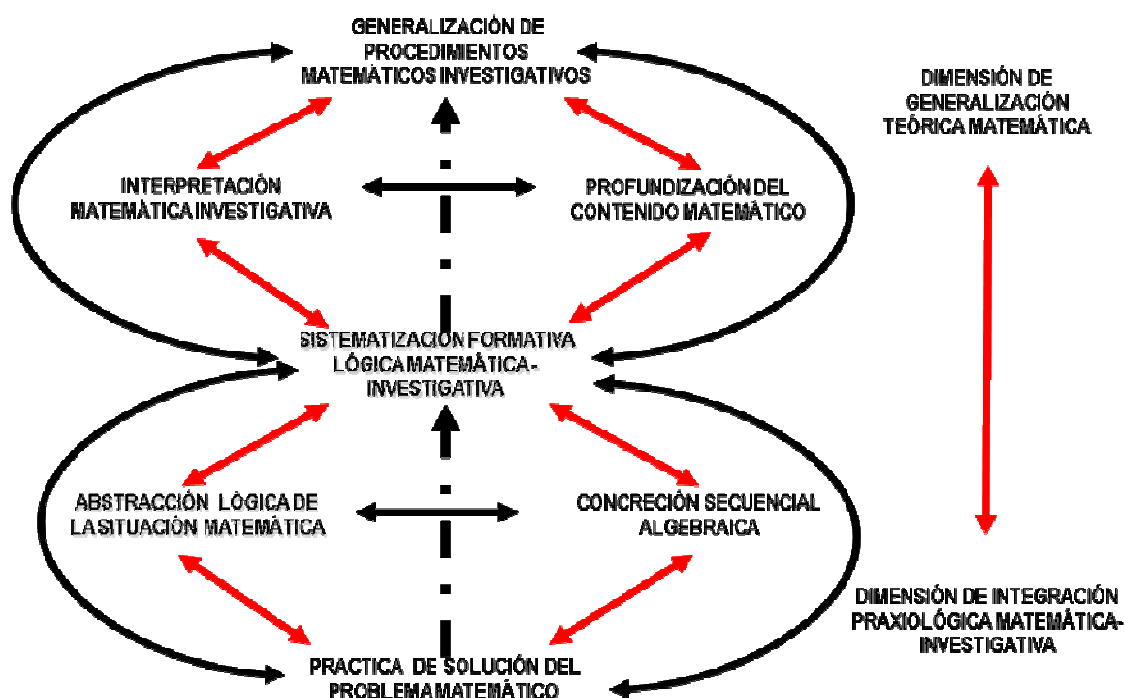 GENERALIZACIÓN DE
PROCEDIMIENTOS
MATEMÁTICOS INVESTIGATIVOS
DIMENSIÓN DE
GENERALIZACIÓN
TEÓRICA MATEMÁTICA
INTERPRETACIÓN
MATEMÁTICA INVESTIGATIVA
PROFUNDIZACIÓN DEL
CONTENIDO MATEMÁTICO
SISTEMATIZACIÓN FORMATIVA
LÓGICA MATEMÁTICA-
INVESTIGATIVA
ABSTRACCIÓN LÓGICA DE
LA SITUACIÓN MATEMÁTICA
CONCRECIÓN SECUENCIAL
ALGEBRAICA
DIMENSIÓN DE INTEGRACIÓN
PRAXIOLÓGICA MATEMÁTICA-
INVESTIGATIVA
PRACTICA DE SOLUCIÓN DEL
PROBLEMA MATEMÁTICO